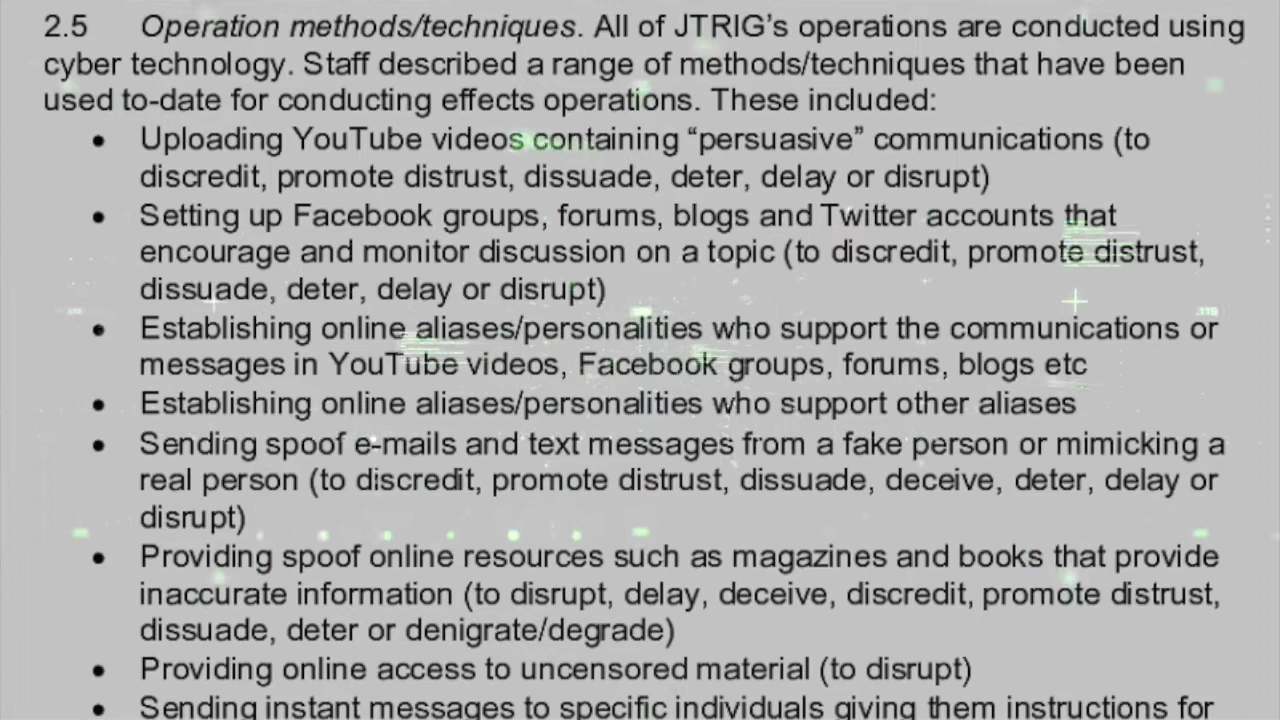 2.5 Operation methods/techniques. All of JTRIG's operations are conducted using
cyber technology. Staff described a range of methods/techniques that have been
used to-date for conducting effects operations. These included:
• Uploading YouTube videos containing “persuasive” communications (to
discredit, promote distrust, dissuade, deter, delay or disrupt)
• Setting up Facebook groups, forums, blogs and Twitter accounts that
encourage and monitor discussion on a topic (to discredit, promote distrust,
dissuade, deter, delay or disrupt)
• Establishing online aliases/personalities who support the communications or
messages in YouTube videos, Facebook groups, forums, blogs etc
• Establishing online aliases/personalities who support other aliases
• Sending spoof e-mails and text messages from a fake person or mimicking a
real person (to discredit, promote distrust, dissuade, deceive, deter, delay or
disrupt)
• Providing spoof online resources such as magazines and books that provide
inaccurate information (to disrupt, delay, deceive, discredit, promote distrust,
dissuade, deter or denigrate/degrade)
• Providing online access to uncensored material (to disrupt)
• Sending instant messages to specific individuals giving them instructions for